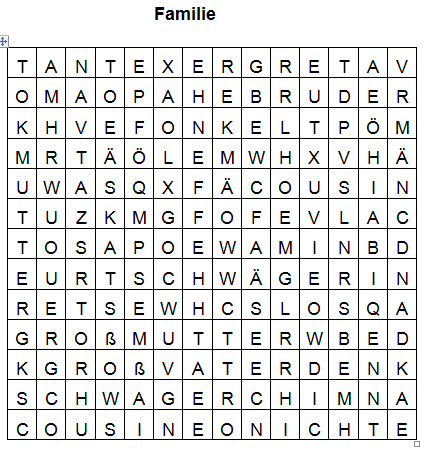 Familie
T A N T E X E R G R E T A V
O M A O P A H E B R U D E R
K H V E F O N K E L T P Ö M
M R T Ä Ö L E M W H X V H Ä
U W A S Q X F Ä C O U S I N
T U Z K M G F O F E V L A C
T O S A P O E W A M I N B D
E U R T S C H W Ä G E R I N
R E T S E W H C S L O S Q A
G R O ß M U T T E R W B E D
K G R O ß V A T E R D E N K
S C H W A G E R C H I M N A
C O U S I N E O N I C H T E